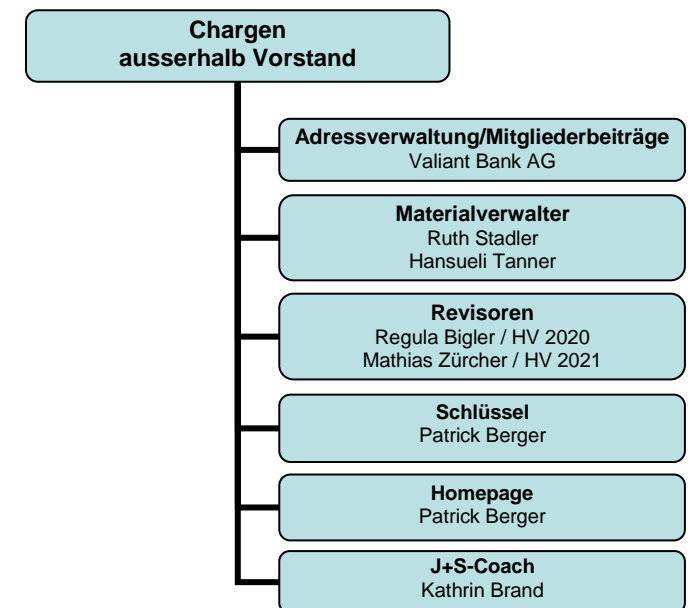 Chargen
ausserhalb Vorstand
Adressverwaltung/Mitgliederbeiträge
Valiant Bank AG
Materialverwalter
Ruth Stadler
Hansueli Tanner
Revisoren
Regula Bigler / HV 2020
Mathias Zürcher / HV 2021
Schlüssel
Patrick Berger
Homepage
Patrick Berger
J+S-Coach
Kathrin Brand